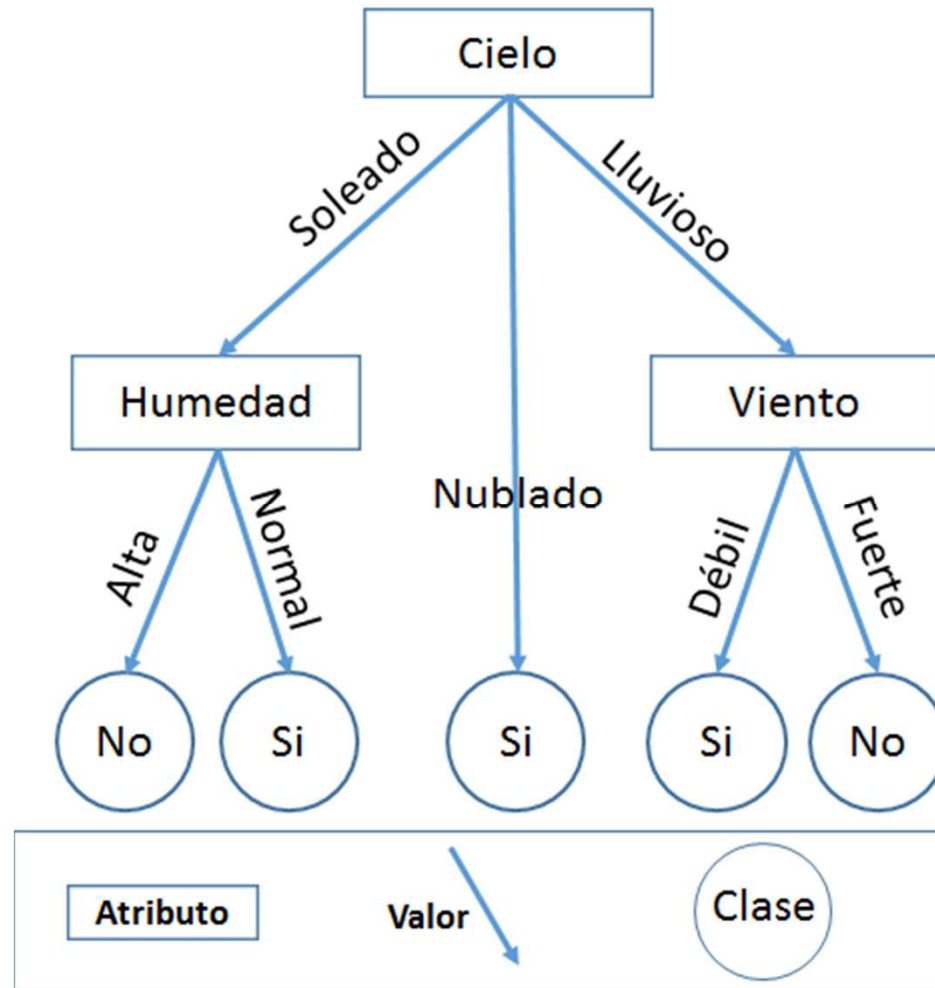 Cielo
Soleado
Lluvioso
Humedad
Viento
Nublado
Alta
Normal
Débil
Fuerte
No
Si
Si
Si
No
Atributo
Valor
Clase